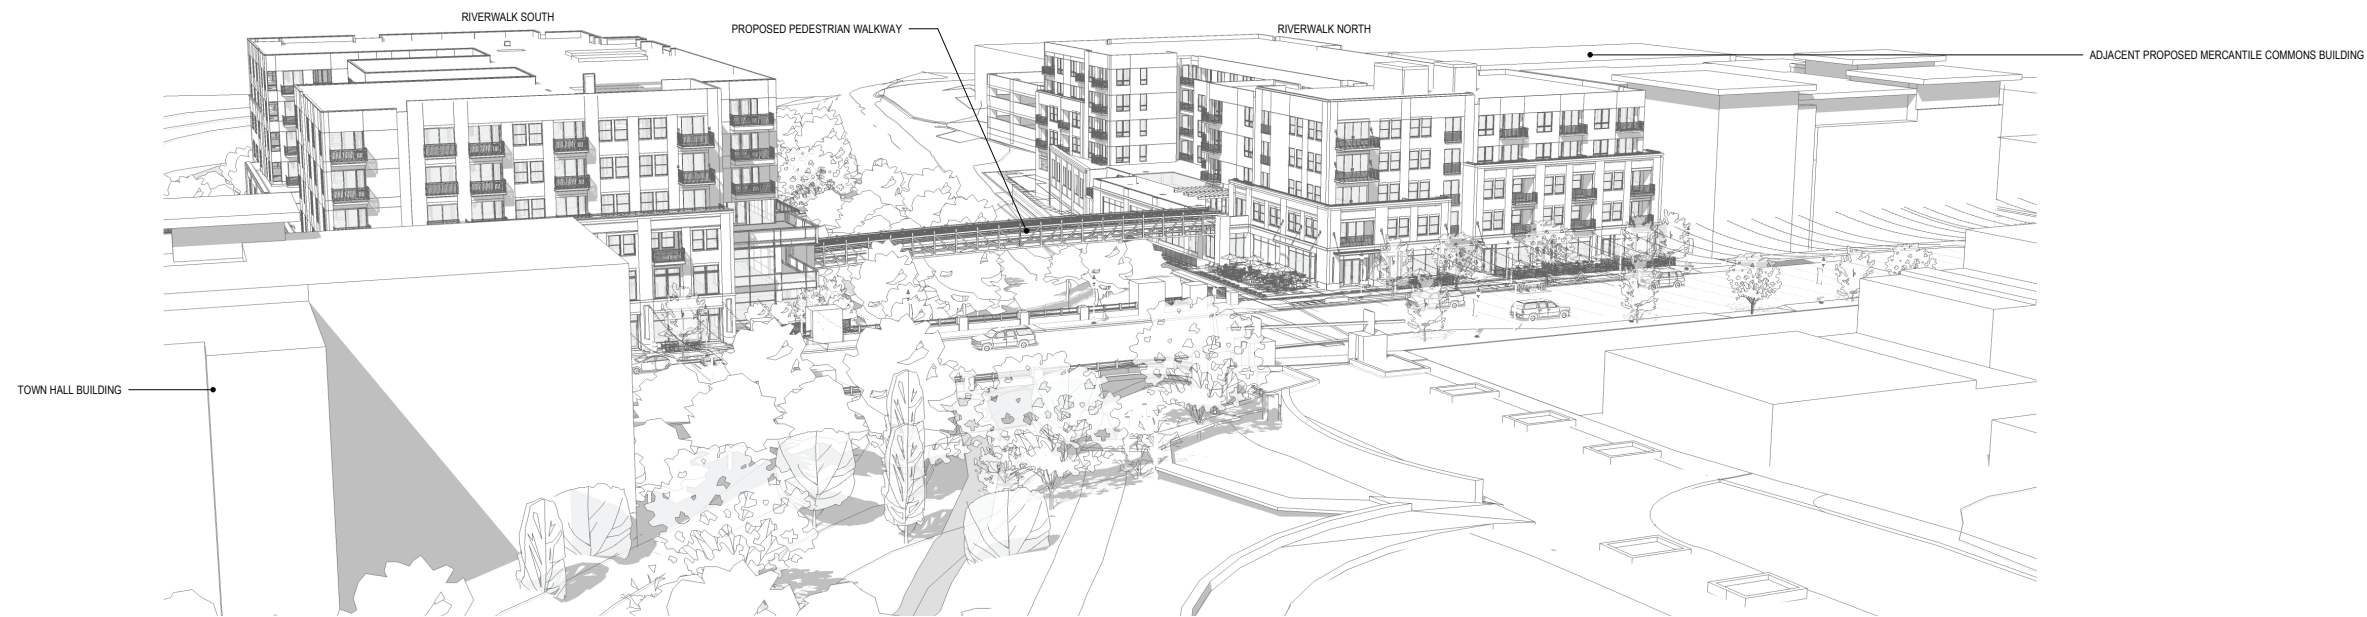 RIVERWALK SOUTH
PROPOSED PEDESTRIAN WALKWAY
RIVERWALK NORTH
ADJACENT PROPOSED MERCANTILE COMMONS BUILDING
TOWN HALL BUILDING